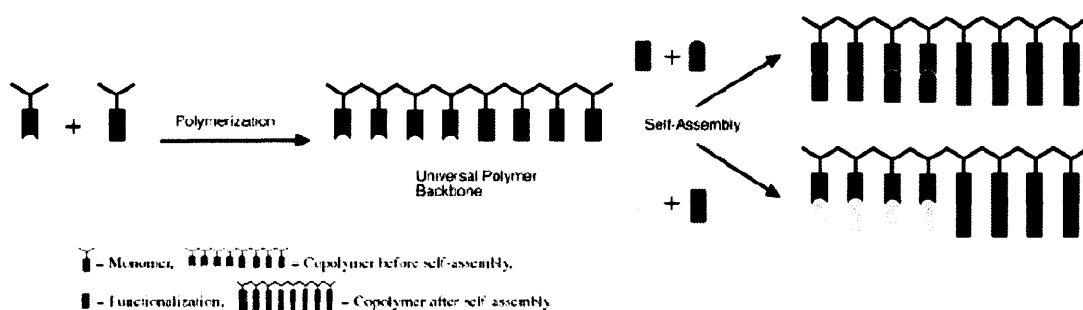 Polymerization
Universal Polymer
Backbone
Self-Assembly
= Monomer, = Copolymer before self-assembly,
= Functionalization, = Copolymer after self-assembly